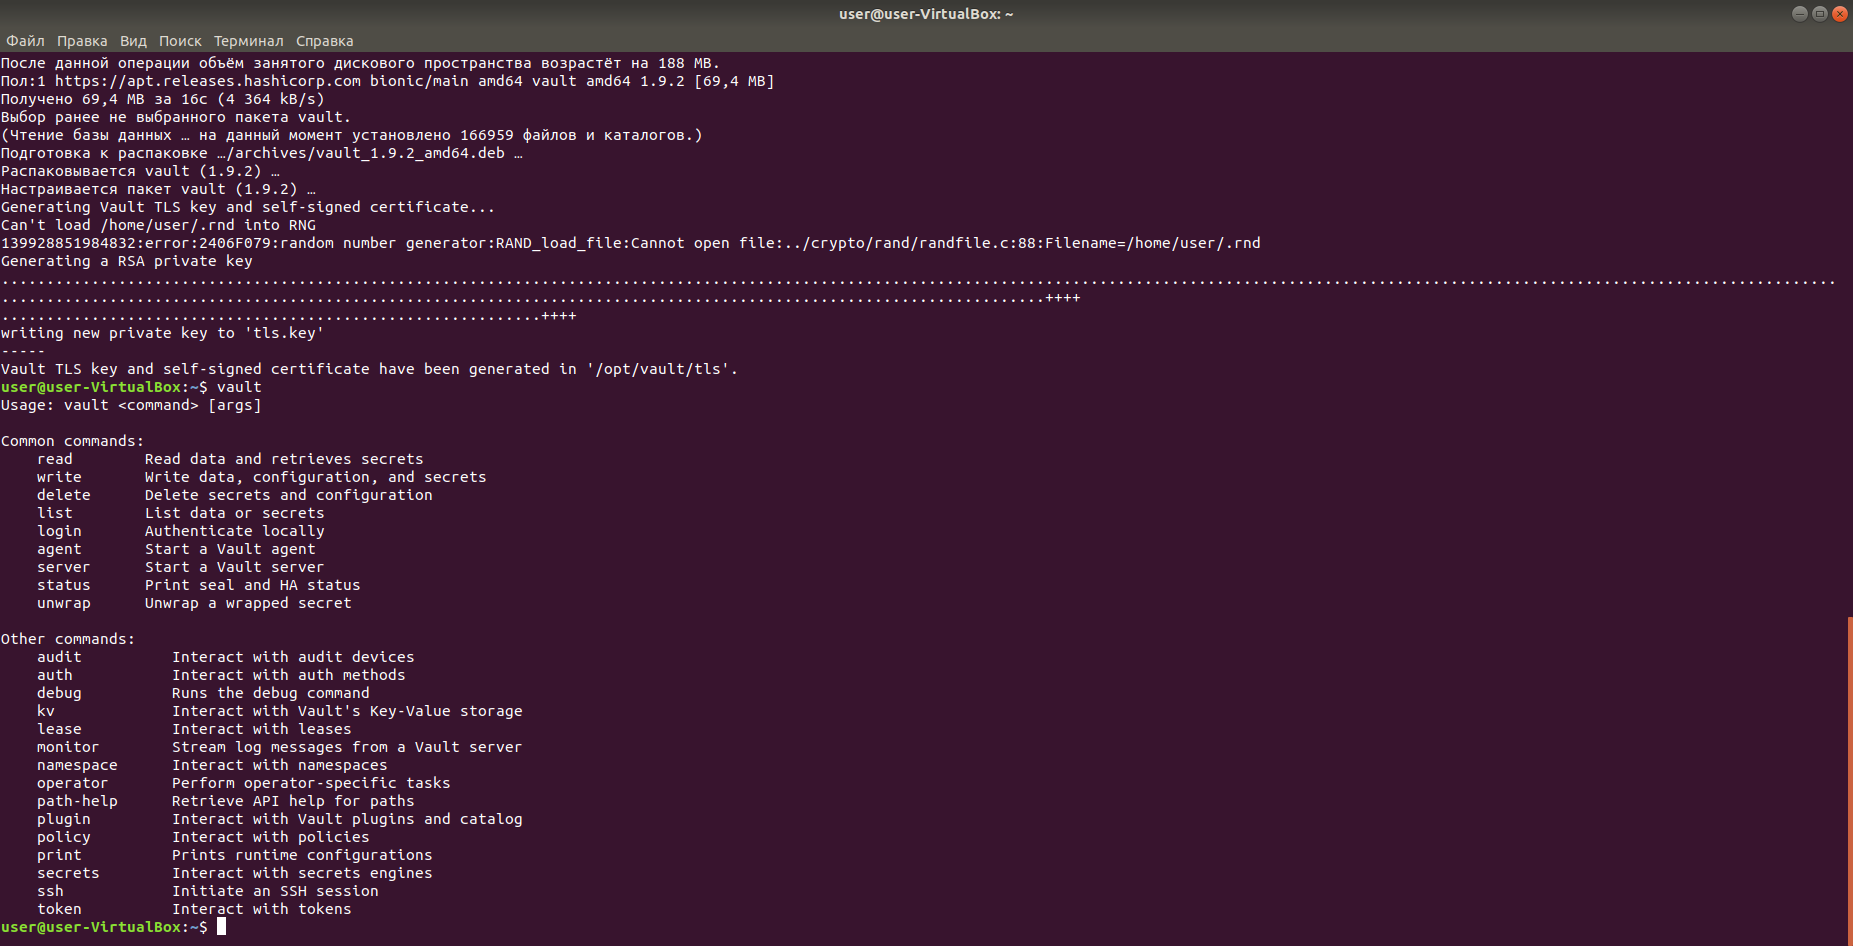 user@user-VirtualBox: ~
Файл Правка Вид Поиск Терминал Справка
После данной операции объём занятого дискового пространства возрастёт на 188 MB.
Пол:1 https://apt.releases.hashicorp.com bionic/main amd64 vault amd64 1.9.2 [69,4 MB]
Получено 69,4 MB за 16с (4 364 kB/s)
Выбор ранее не выбранного пакета vault.
(Чтение базы данных … на данный момент установлено 166959 файлов и каталогов.)
Подготовка к распаковке …/archives/vault_1.9.2_amd64.deb …
Распаковывается vault (1.9.2) …
Настраивается пакет vault (1.9.2) …
Generating Vault TLS key and self-signed certificate...
Can't load /home/user/.rnd into RNG
139928851984832:error:2406F079:random number generator:RAND_load_file:Cannot open file:../crypto/rand/randfile.c:88:Filename=/home/user/.rnd
Generating a RSA private key
............................................................................................................................................................................................................
....................................................................................................................++++
............................................................++++
writing new private key to 'tls.key'
-----
Vault TLS key and self-signed certificate have been generated in '/opt/vault/tls'.
user@user-VirtualBox:~$ vault
Usage: vault <command> [args]
Common commands:
read Read data and retrieves secrets
write Write data, configuration, and secrets
delete Delete secrets and configuration
list List data or secrets
login Authenticate locally
agent Start a Vault agent
server Start a Vault server
status Print seal and HA status
unwrap Unwrap a wrapped secret
Other commands:
audit Interact with audit devices
auth Interact with auth methods
debug Runs the debug command
kv Interact with Vault's Key-Value storage
lease Interact with leases
monitor Stream log messages from a Vault server
namespace Interact with namespaces
operator Perform operator-specific tasks
path-help Retrieve API help for paths
plugin Interact with Vault plugins and catalog
policy Interact with policies
print Prints runtime configurations
secrets Interact with secrets engines
ssh Initiate an SSH session
token Interact with tokens
user@user-VirtualBox:~$